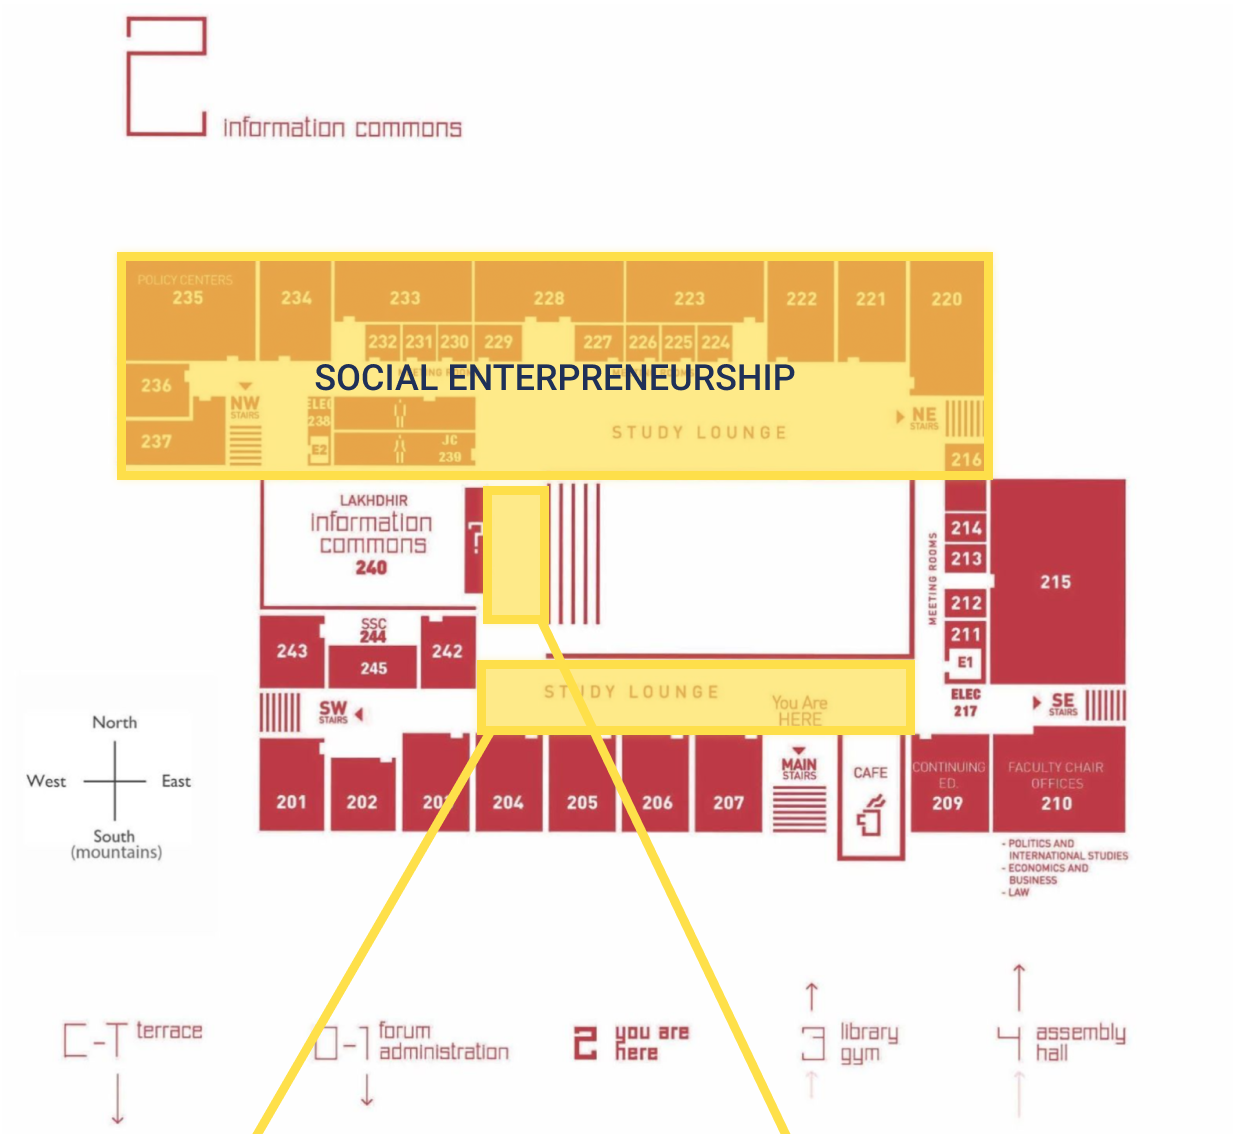 2
information commons
POLICY CENTERS
235
234
233
228
223
222
221
220
232
231
230
229
227
226
225
224
236
SOCIAL ENTERPRENEURSHIP
NW
STAIRS
ELEC
238
E2
237
JC
239
STUDY LOUNGE
NE
STAIRS
216
LAKHDHIR
information
commons
240
?
MEETING ROOMS
214
213
212
211
E1
215
243
SSC
244
245
242
STUDY LOUNGE
You Are
HERE
ELEC
217
SW
STAIRS
SE
STAIRS
North
West
East
South
(mountains)
201
202
203
204
205
206
207
MAIN
STAIRS
CAFE
CONTINUING
ED.
209
FACULTY CHAIR
OFFICES
210
- POLITICS AND
INTERNATIONAL STUDIES
- ECONOMICS AND
BUSINESS
- LAW
C-T terrace
0-1 forum
administration
2 you are
here
3 library
gym
4 assembly
hall